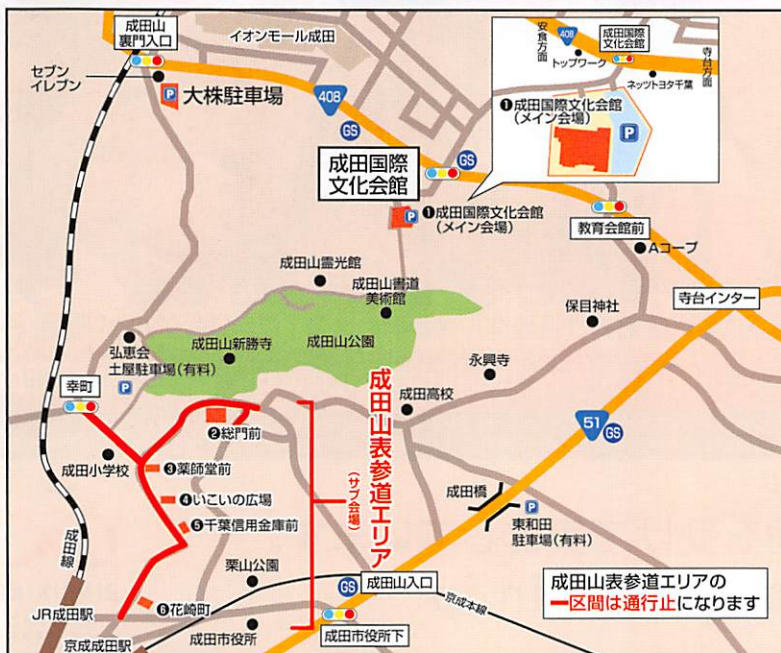 成田山
裏門入口
イオンモール成田
セブン
イレブン
P 大株駐車場
408
GS
成田国際
文化会館
GS
安食方面
408
トップワーク
成田国際
文化会館
ネッツトヨタ千葉
寺台方面
❶成田国際文化会館
(メイン会場)
P
P
❶成田国際文化会館
(メイン会場)
教育会館前
Aコープ
寺台インター
成田山霊光館
成田山書道
美術館
保目神社
成田山新勝寺
成田山公園
永興寺
弘恵会
土屋駐車場(有料)
P
幸町
成田高校
成田山表参道エリア
(サブ会場)
51
GS
❷総門前
成田小学校
❸薬師堂前
❹いこいの広場
❺千葉信用金庫前
❻花崎町
成田橋
P
東和田
駐車場(有料)
成田線
栗山公園
GS
成田山入口
京成本線
JR成田駅
京成成田駅
成田市役所
成田市役所下
成田山表参道エリアの
ー区間は通行止になります